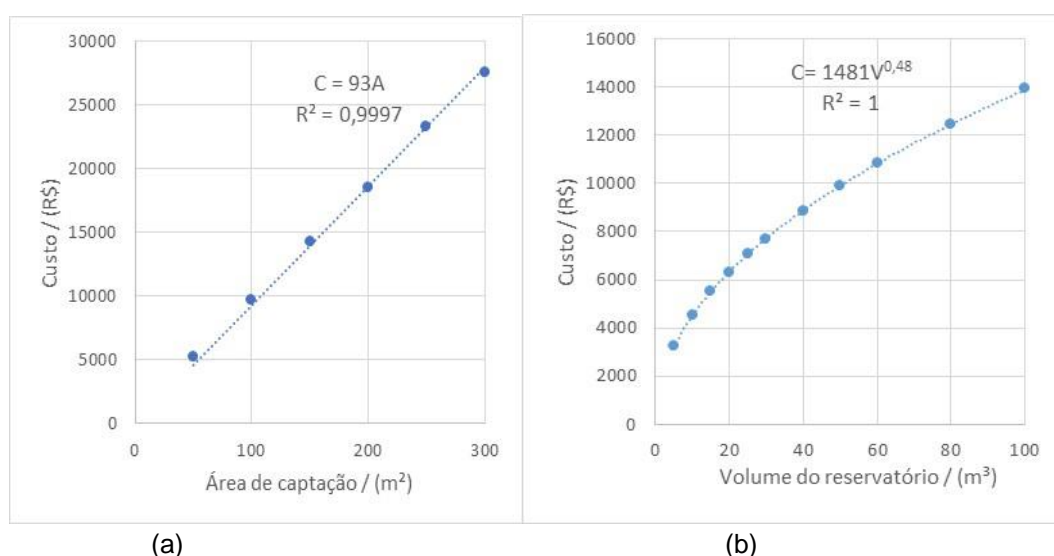 30000
25000
20000
15000
10000
5000
0
Custo / (R$)
C = 93A
R² = 0,9997
0 100 200 300
Área de captação / (m²)
(a)
16000
14000
12000
10000
8000
6000
4000
2000
0
Custo / (R$)
C= 1481V⁰,⁴⁸
R² = 1
0 20 40 60 80 100
Volume do reservatório / (m³)
(b)